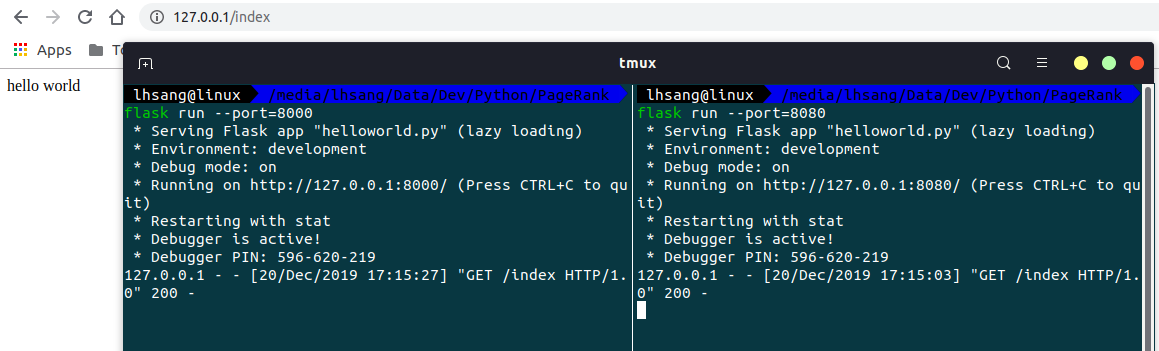 127.0.0.1/index
Apps
hello world
tmux
lhsang@linux /media/lhsang/Data/Dev/Python/PageRank
flask run --port=8000
* Serving Flask app "helloworld.py" (lazy loading)
* Environment: development
* Debug mode: on
* Running on http://127.0.0.1:8000/ (Press CTRL+C to qu
it)
* Restarting with stat
* Debugger is active!
* Debugger PIN: 596-620-219
127.0.0.1 - - [20/Dec/2019 17:15:27] "GET /index HTTP/1.
0" 200 -
lhsang@linux /media/lhsang/Data/Dev/Python/PageRank
flask run --port=8080
* Serving Flask app "helloworld.py" (lazy loading)
* Environment: development
* Debug mode: on
* Running on http://127.0.0.1:8080/ (Press CTRL+C to qu
it)
* Restarting with stat
* Debugger is active!
* Debugger PIN: 596-620-219
127.0.0.1 - - [20/Dec/2019 17:15:03] "GET /index HTTP/1.
0" 200 -